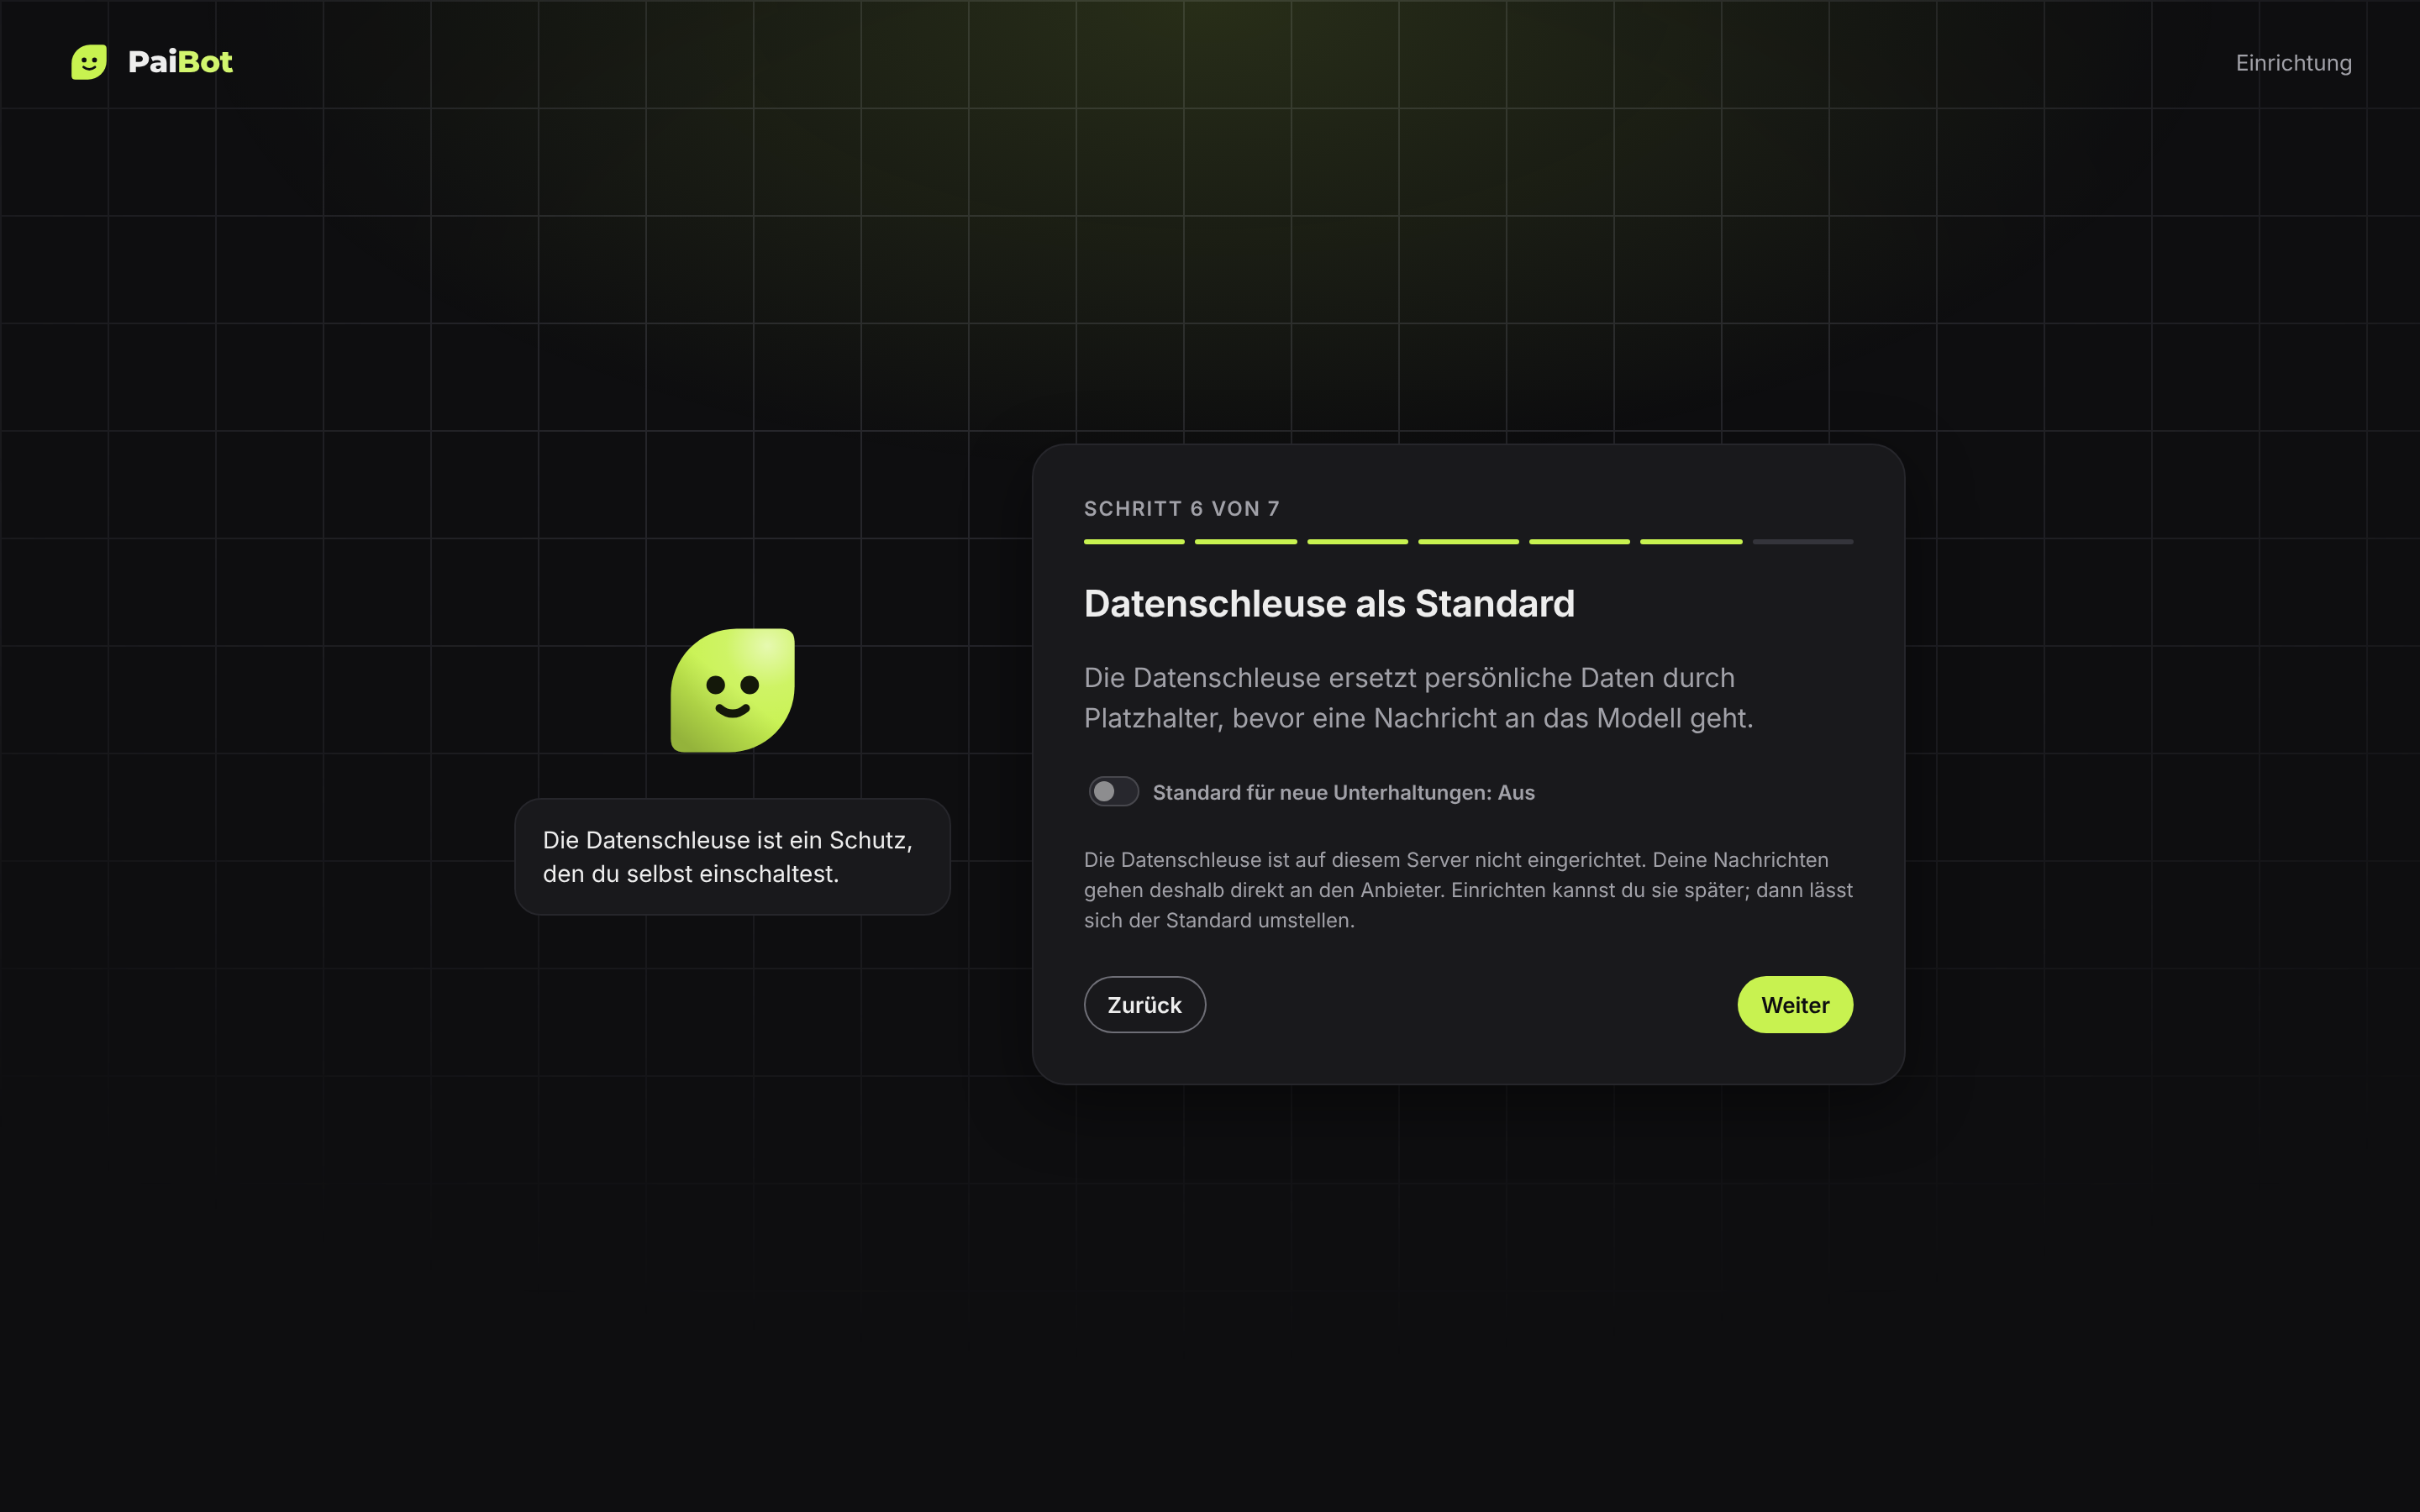 PaiBot
Einrichtung
Die Datenschleuse ist ein Schutz,
den du selbst einschaltest.
SCHRITT 6 VON 7
Datenschleuse als Standard
Die Datenschleuse ersetzt persönliche Daten durch
Platzhalter, bevor eine Nachricht an das Modell geht.
Standard für neue Unterhaltungen: Aus
Die Datenschleuse ist auf diesem Server nicht eingerichtet. Deine Nachrichten
gehen deshalb direkt an den Anbieter. Einrichten kannst du sie später; dann lässt
sich der Standard umstellen.
Zurück
Weiter